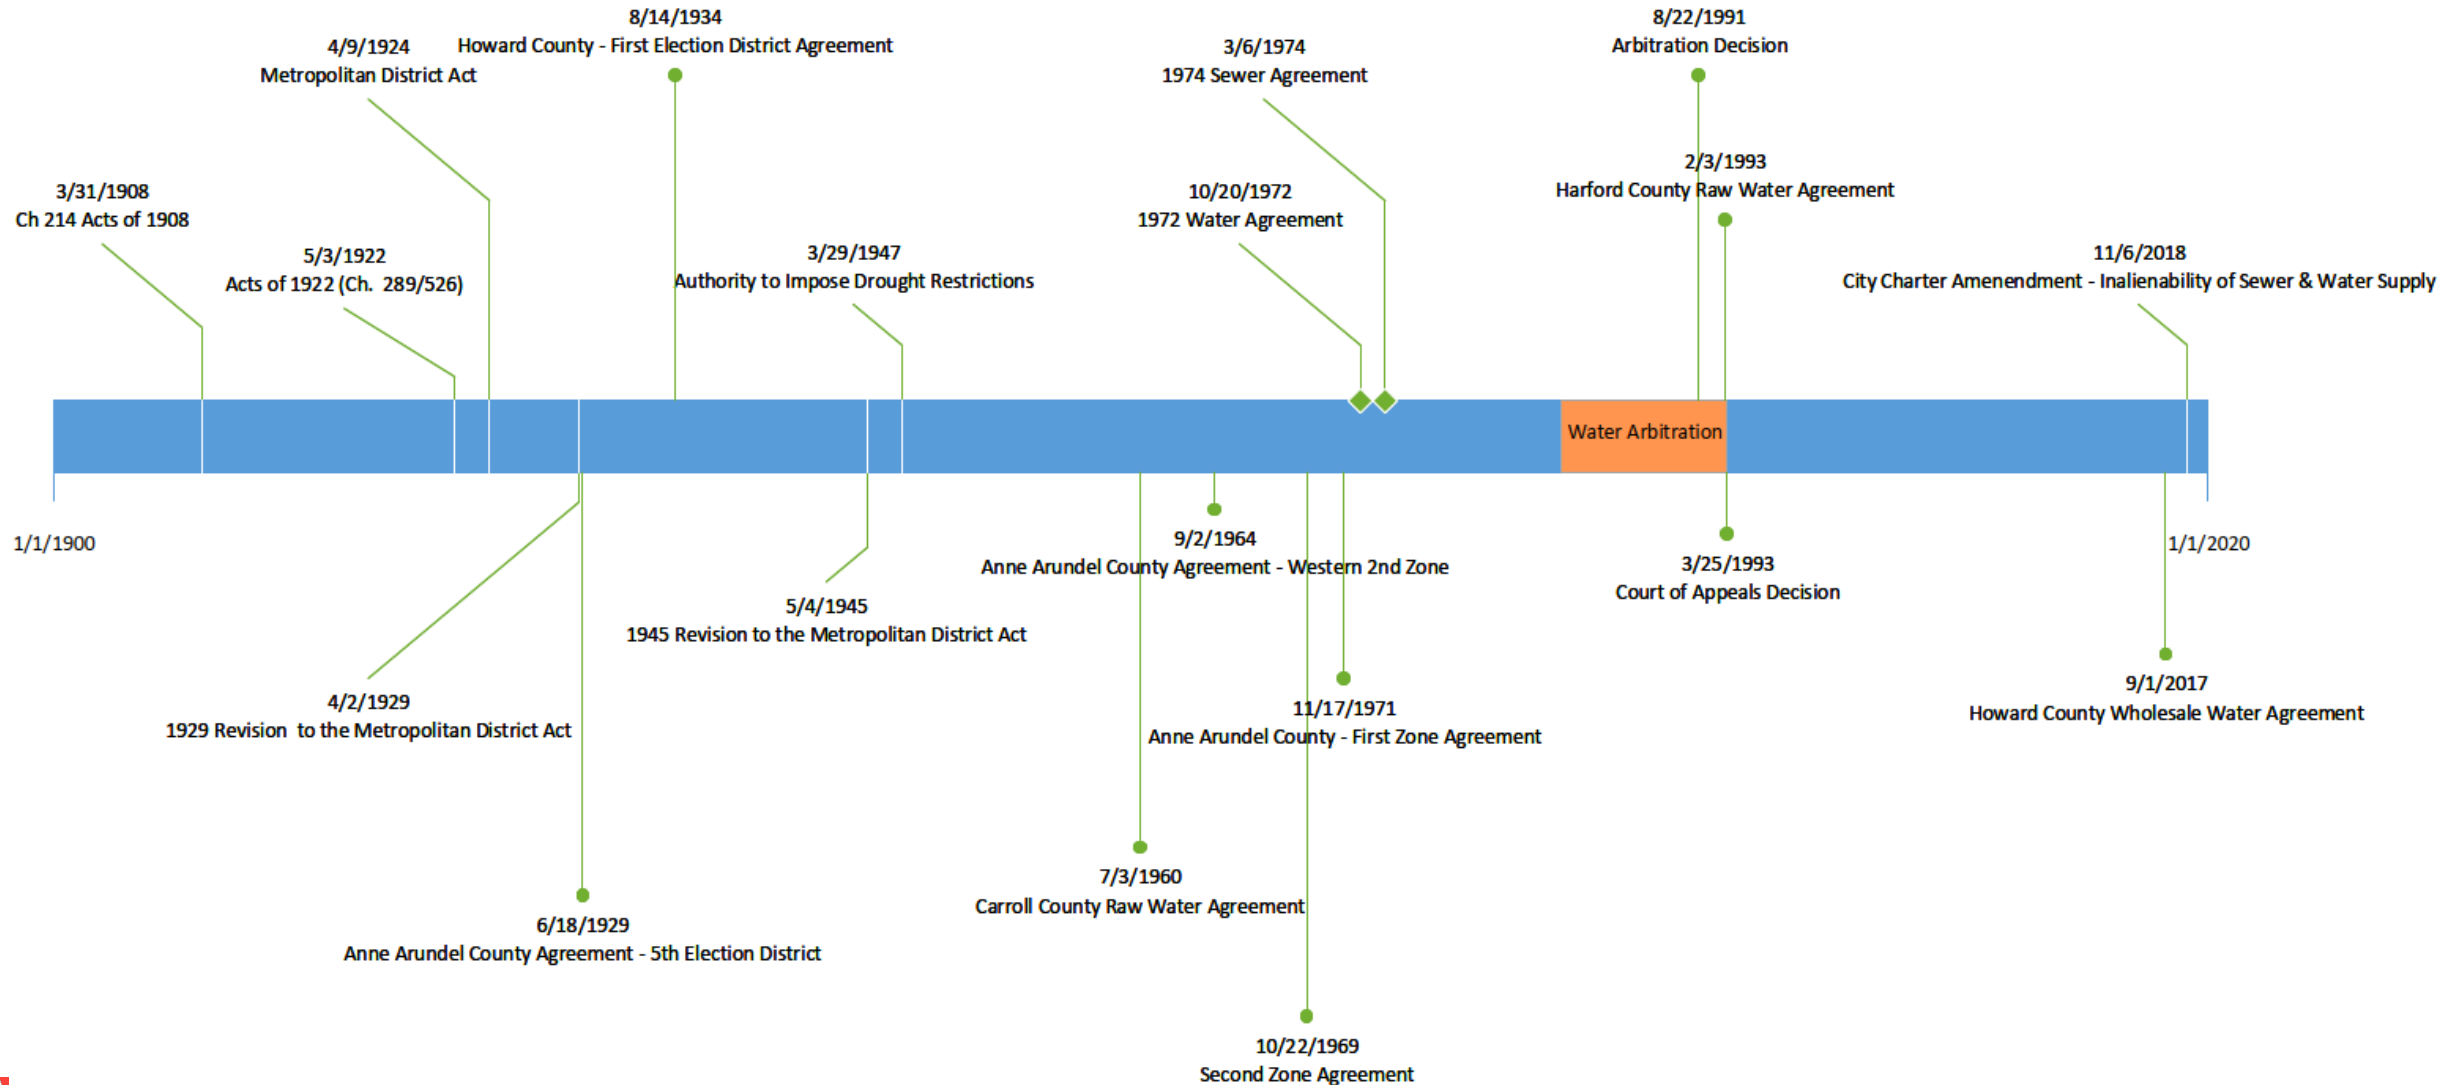 8/14/1934
Howard County - First Election District Agreement
8/22/1991
Arbitration Decision
4/9/1924
Metropolitan District Act
3/6/1974
1974 Sewer Agreement
2/3/1993
Harford County Raw Water Agreement
3/31/1908
Ch 214 Acts of 1908
10/20/1972
1972 Water Agreement
5/3/1922
Acts of 1922 (Ch.  289/526)
3/29/1947
Authority to Impose Drought Restrictions
11/6/2018
City Charter Amenendment - Inalienability of Sewer & Water Supply
Water Arbitration
1/1/1900
1/1/2020
9/2/1964
Anne Arundel County Agreement - Western 2nd Zone
3/25/1993
Court of Appeals Decision
5/4/1945
1945 Revision to the Metropolitan District Act
4/2/1929
1929 Revision  to the Metropolitan District Act
11/17/1971
Anne Arundel County - First Zone Agreement
9/1/2017
Howard County Wholesale Water Agreement
7/3/1960
Carroll County Raw Water Agreement
6/18/1929
Anne Arundel County Agreement - 5th Election District
10/22/1969
Second Zone Agreement